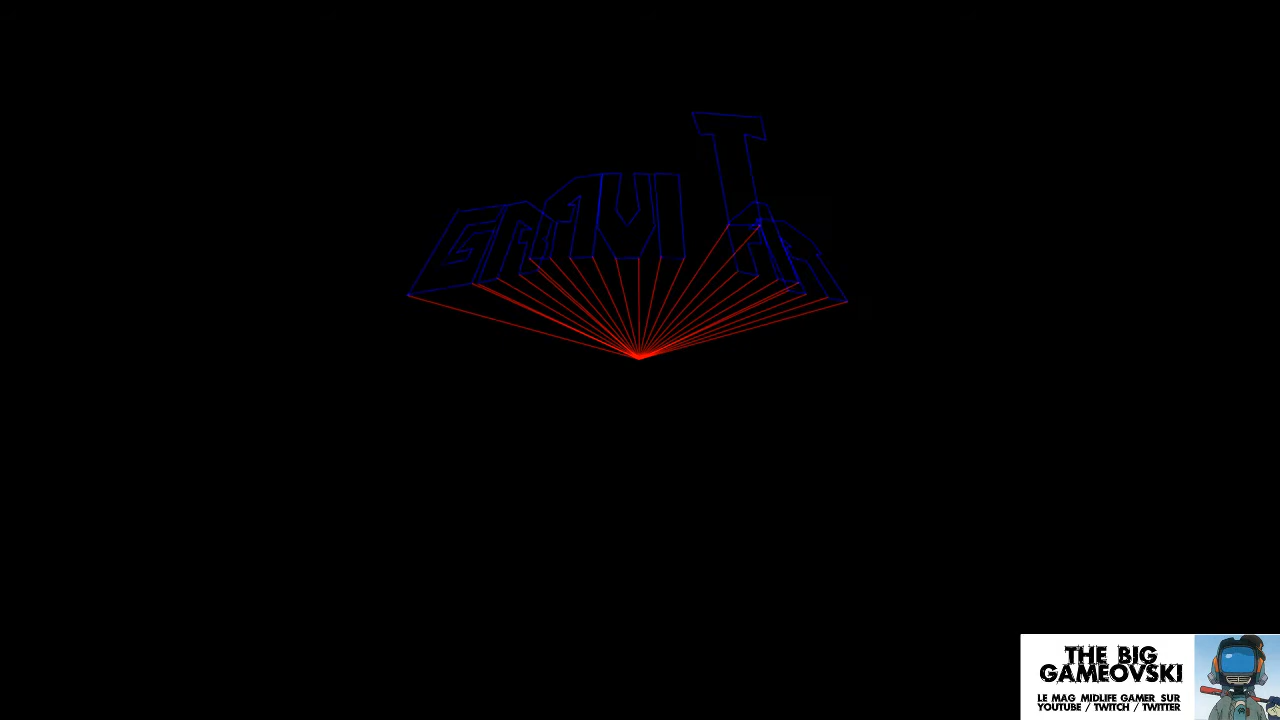 GRAVITAR
THE BIG
GAMEOVSKI
LE MAG MIDLIFE GAMER SUR
YOUTUBE / TWITCH / TWITTER